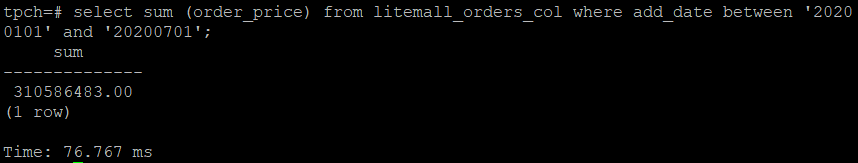 tpch=# select sum (order_price) from litemall_orders_col where add_date between '2020
0101' and '20200701';
     sum
--------------
 310586483.00
(1 row)

Time: 76.767 ms